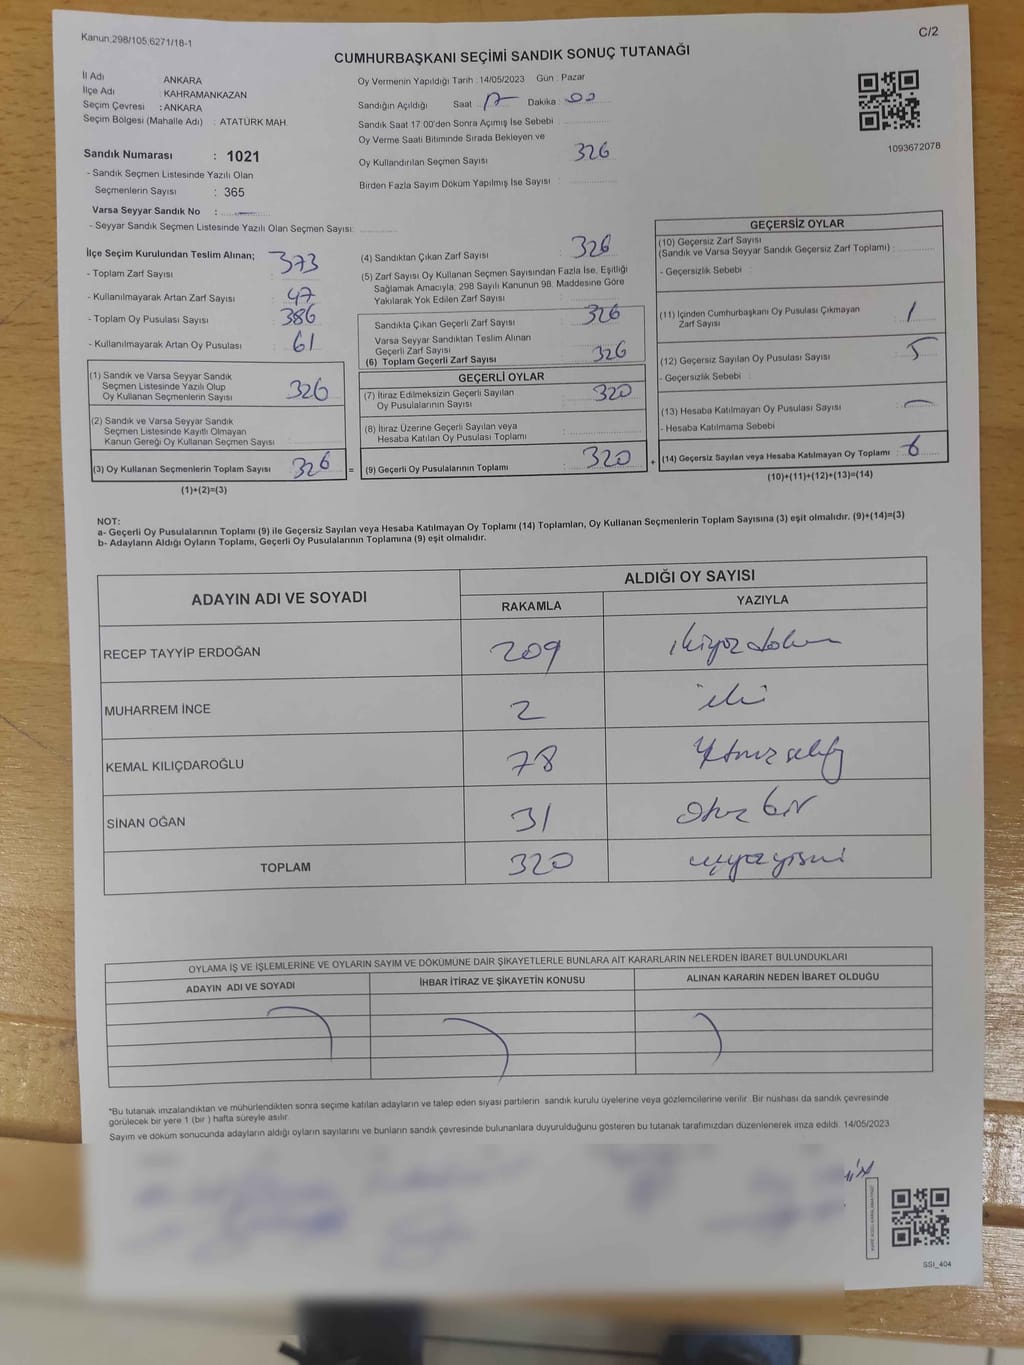 Kanun;298/105;6271/18-1
C/2
CUMHURBAŞKANI SEÇİMİ SANDIK SONUÇ TUTANAĞI
İl Adı ANKARA
İlçe Adı : KAHRAMANKAZAN
Seçim Çevresi : ANKARA
Seçim Bölgesi (Mahalle Adı) : ATATÜRK MAH.
Sandık Numarası : 1021
- Sandık Seçmen Listesinde Yazılı Olan
Seçmenlerin Sayısı : 365
Varsa Seyyar Sandık No :
- Seyyar Sandık Seçmen Listesinde Yazılı Olan Seçmen Sayısı:
Oy Vermenin Yapıldığı Tarih : 14/05/2023 Gün : Pazar
Sandığın Açıldığı Saat 17 Dakika : 00
Sandık Saat 17:00'den Sonra Açımış İse Sebebi :
Oy Verme Saati Bitiminde Sırada Bekleyen ve
Oy Kullandırılan Seçmen Sayısı 326
Birden Fazla Sayım Döküm Yapılmış İse Sayısı :
1093672078
İlçe Seçim Kurulundan Teslim Alınan;
- Toplam Zarf Sayısı 373
- Kullanılmayarak Artan Zarf Sayısı 47
- Toplam Oy Pusulası Sayısı 386
- Kullanılmayarak Artan Oy Pusulası 61
(1) Sandık ve Varsa Seyyar Sandık
Seçmen Listesinde Yazılı Olup
Oy Kullanan Seçmenlerin Sayısı 326
(2) Sandık ve Varsa Seyyar Sandık
Seçmen Listesinde Kayıtlı Olmayan
Kanun Gereği Oy Kullanan Seçmen Sayısı
(3) Oy Kullanan Seçmenlerin Toplam Sayısı 326 =
(1)+(2)=(3)
(4) Sandıktan Çıkan Zarf Sayısı : 326
(5) Zarf Sayısı Oy Kullanan Seçmen Sayısından Fazla İse, Eşitliği
Sağlamak Amacıyla, 298 Sayılı Kanunun 98. Maddesine Göre
Yakılarak Yok Edilen Zarf Sayısı :
Sandıkta Çıkan Geçerli Zarf Sayısı : 326
Varsa Seyyar Sandıktan Teslim Alınan
Geçerli Zarf Sayısı
(6) Toplam Geçerli Zarf Sayısı 326
GEÇERLİ OYLAR
(7) İtiraz Edilmeksizin Geçerli Sayılan
Oy Pusulalarının Sayısı : 320
(8) İtiraz Üzerine Geçerli Sayılan veya
Hesaba Katılan Oy Pusulası Toplamı :
(9) Geçerli Oy Pusulalarının Toplamı : 320 +
GEÇERSİZ OYLAR
(10) Geçersiz Zarf Sayısı
(Sandık ve Varsa Seyyar Sandık Geçersiz Zarf Toplamı) :
- Geçersizlik Sebebi :
(11) İçinden Cumhurbaşkanı Oy Pusulası Çıkmayan
Zarf Sayısı 1
(12) Geçersiz Sayılan Oy Pusulası Sayısı 5
- Geçersizlik Sebebi :
(13) Hesaba Katılmayan Oy Pusulası Sayısı :
- Hesaba Katılmama Sebebi
(14) Geçersiz Sayılan veya Hesaba Katılmayan Oy Toplamı : 6
(10)+(11)+(12)+(13)=(14)
NOT:
a- Geçerli Oy Pusulalarının Toplamı (9) ile Geçersiz Sayılan veya Hesaba Katılmayan Oy Toplamı (14) Toplamları, Oy Kullanan Seçmenlerin Toplam Sayısına (3) eşit olmalıdır. (9)+(14)=(3)
b- Adayların Aldığı Oyların Toplamı, Geçerli Oy Pusulalarının Toplamına (9) eşit olmalıdır.
ADAYIN ADI VE SOYADI
ALDIĞI OY SAYISI
RAKAMLA YAZIYLA
RECEP TAYYİP ERDOĞAN 209 ikiyüz dokuz
MUHARREM İNCE 2 iki
KEMAL KILIÇDAROĞLU 78 Yetmiş sekiz
SİNAN OĞAN 31 Otuz bir
TOPLAM 320 üçyüz yirmi
OYLAMA İŞ VE İŞLEMLERİNE VE OYLARIN SAYIM VE DÖKÜMÜNE DAİR ŞİKAYETLERLE BUNLARA AİT KARARLARIN NELERDEN İBARET BULUNDUKLARI
ADAYIN ADI VE SOYADI İHBAR İTİRAZ VE ŞİKAYETİN KONUSU ALINAN KARARIN NEDEN İBARET OLDUĞU
*Bu tutanak imzalandıktan ve mühürlendikten sonra seçime katılan adayların ve talep eden siyasi partilerin sandık kurulu üyelerine veya gözlemcilerine verilir. Bir nüshası da sandık çevresinde
görülecek bir yere 1 (bir) hafta süreyle asılır.
Sayım ve döküm sonucunda adayların aldığı oyların sayılarını ve bunların sandık çevresinde bulunanlara duyurulduğunu gösteren bu tutanak tarafımızdan düzenlenerek imza edildi. 14/05/2023
SSI_404